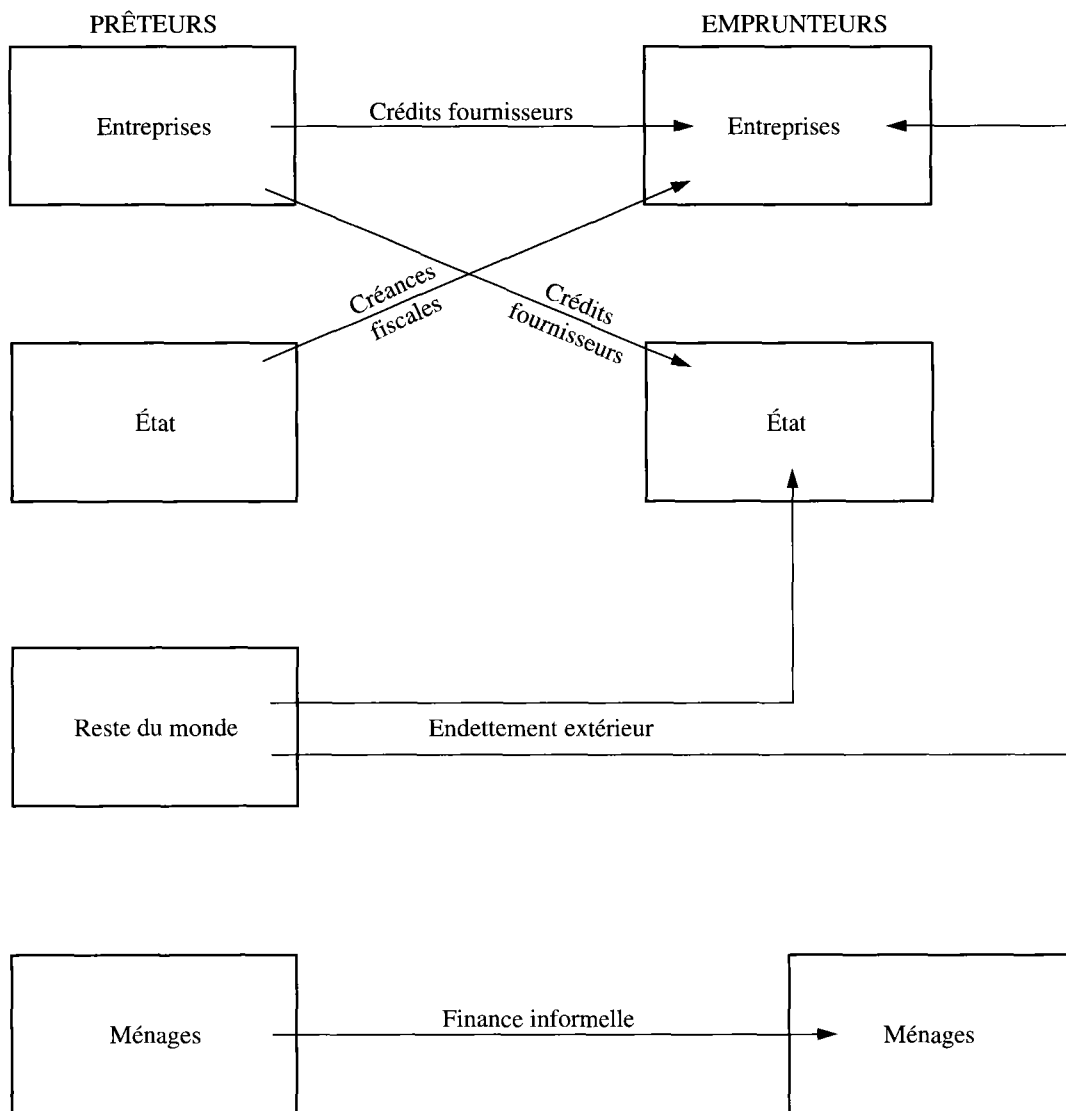 PRÊTEURS
EMPRUNTEURS
Entreprises
Crédits fournisseurs
Entreprises
Créances
fiscales
Crédits
fournisseurs
État
État
Reste du monde
Endettement extérieur
Ménages
Finance informelle
Ménages